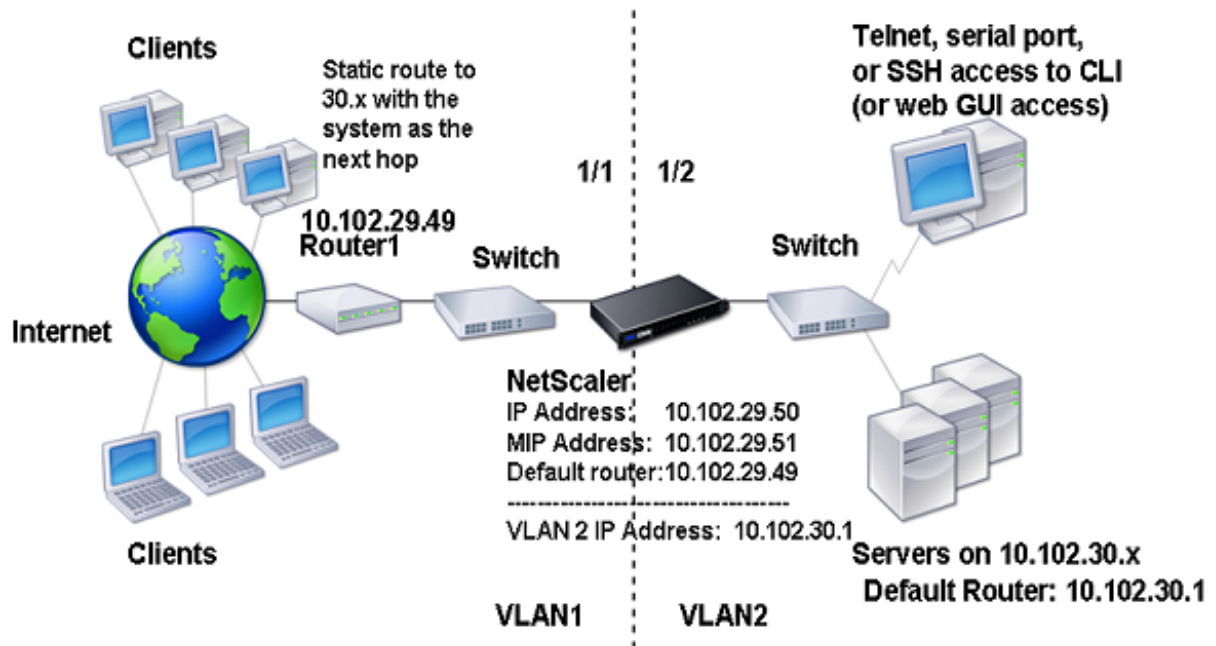 Clients
Static route to
30.x with the
system as the
next hop
Telnet, serial port,
or SSH access to CLI
(or web GUI access)
1/1
1/2
10.102.29.49
Router1
Switch
Switch
Internet
NetScaler
IP Address: 10.102.29.50
MIP Address: 10.102.29.51
Default router:10.102.29.49
----------------------------------------
VLAN 2 IP Address: 10.102.30.1
Clients
Servers on 10.102.30.x
Default Router: 10.102.30.1
VLAN1
VLAN2